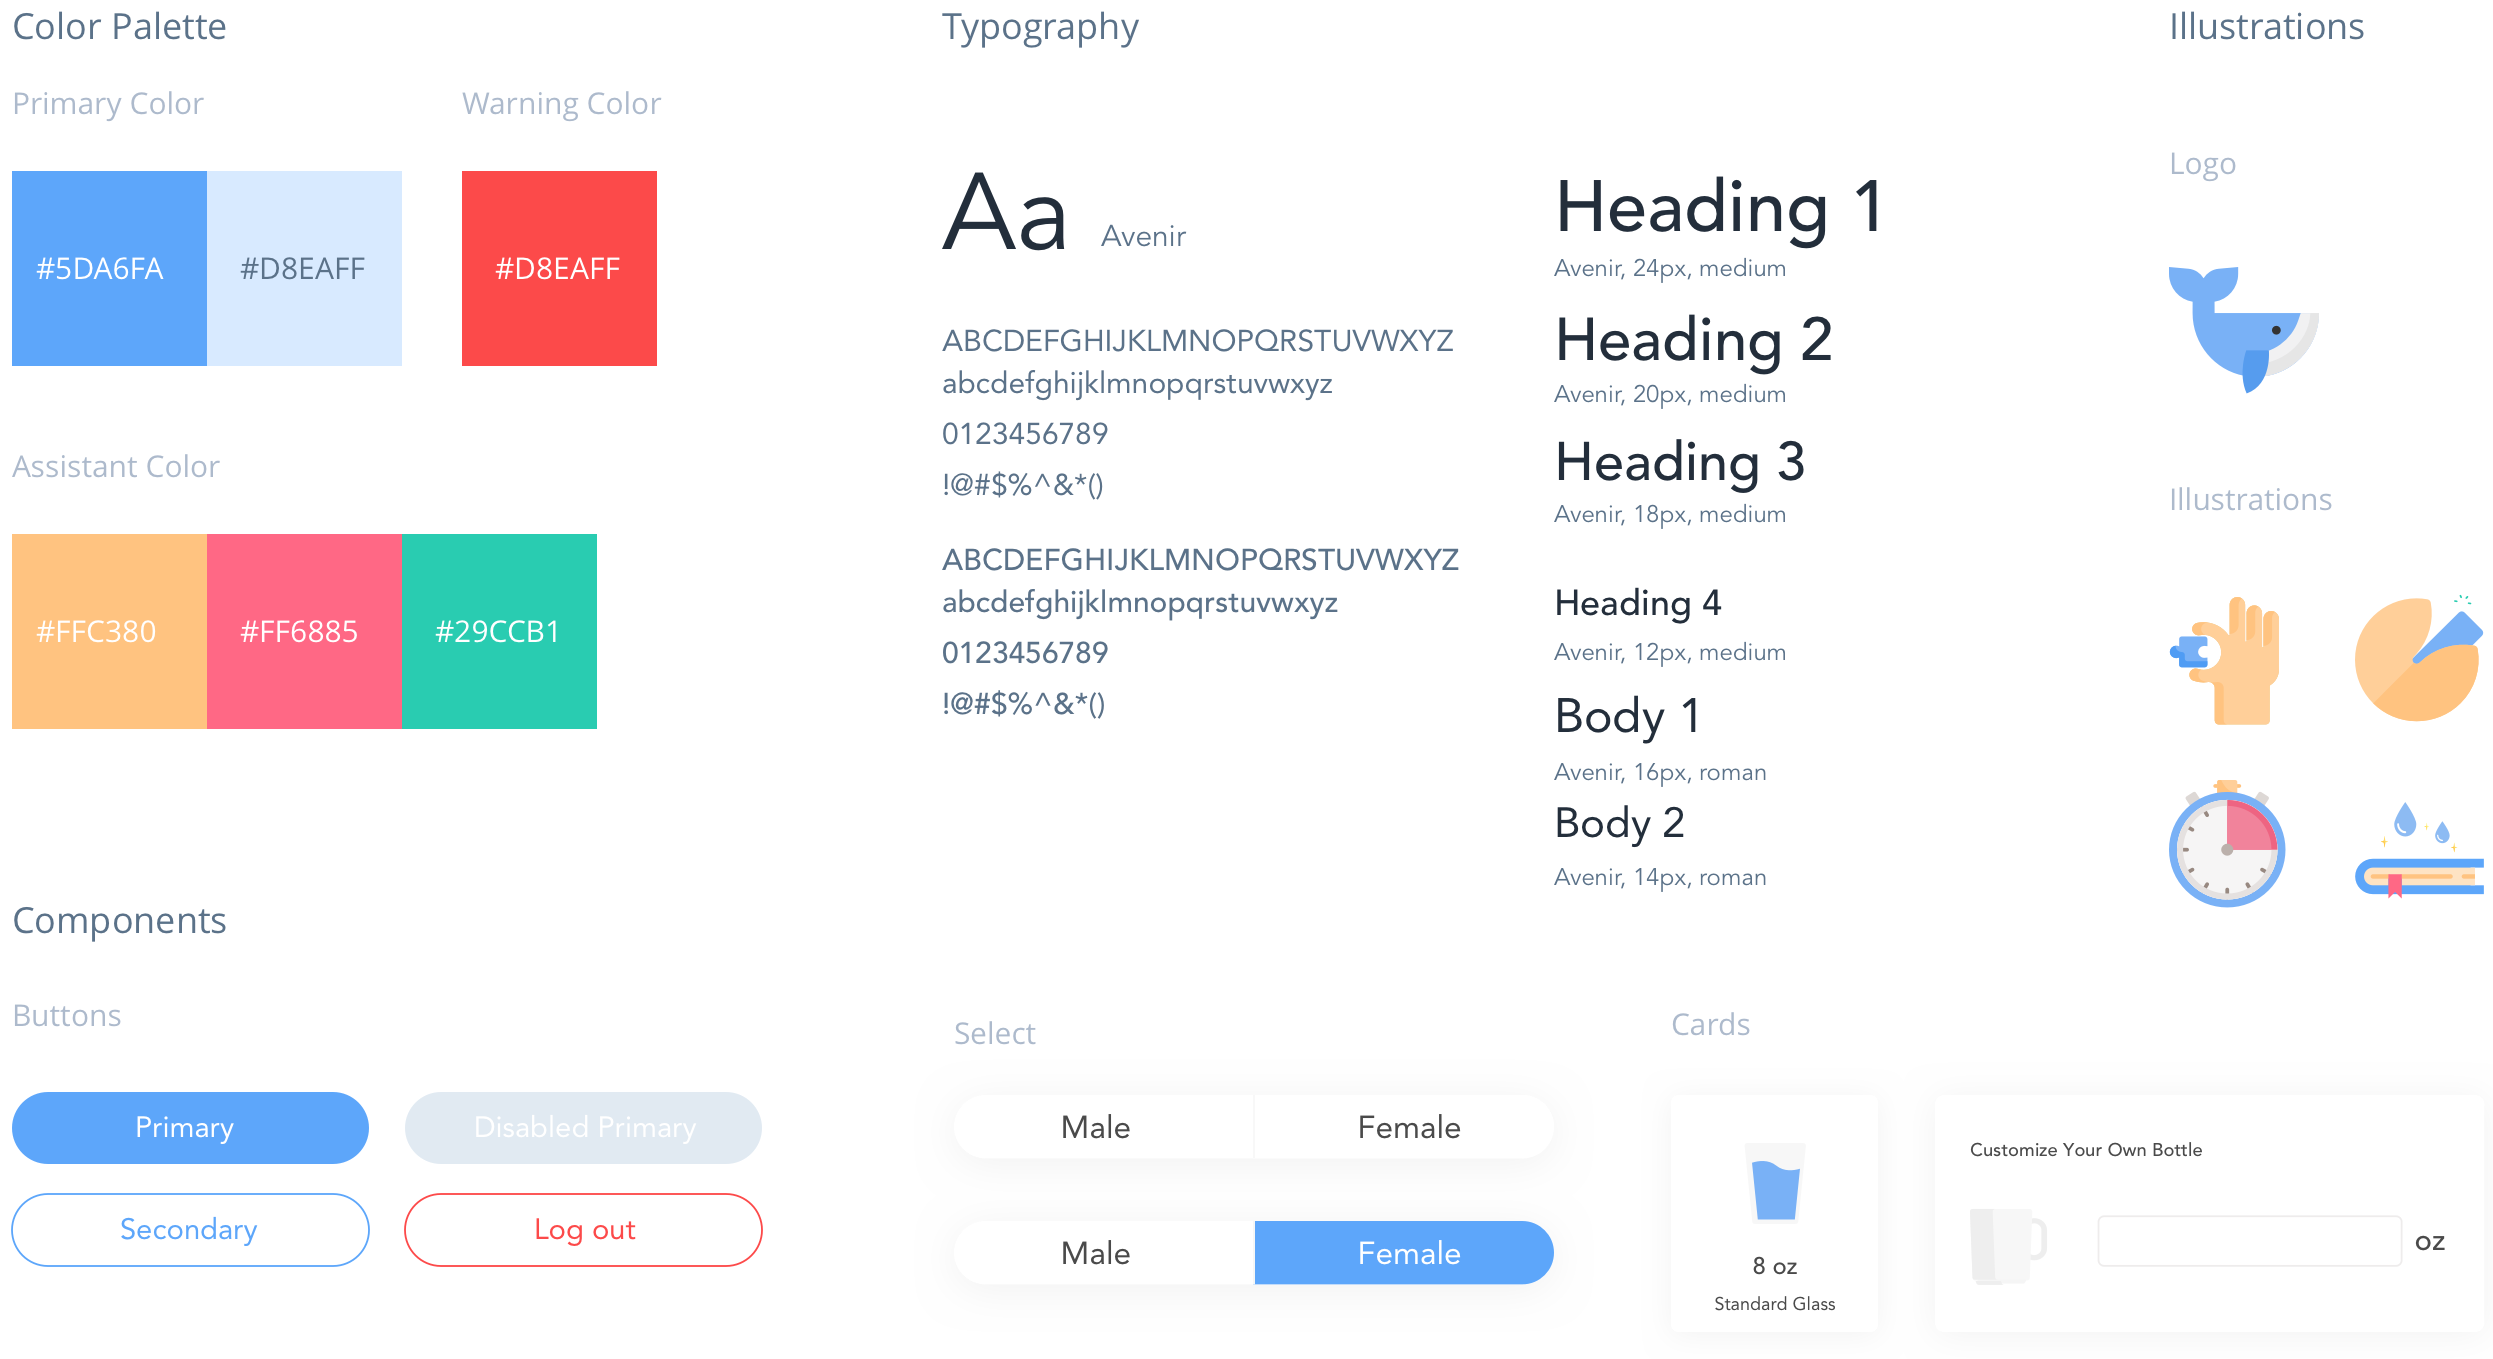 Color Palette
Primary Color
Warning Color
#5DA6FA
#D8EAFF
#D8EAFF
Assistant Color
#FFC380
#FF6885
#29CCB1
Typography
Aa Avenir
ABCDEFGHIJKLMNOPQRSTUVWXYZ
abcdefghijklmnopqrstuvwxyz
0123456789
!@#$%^&*()
ABCDEFGHIJKLMNOPQRSTUVWXYZ
abcdefghijklmnopqrstuvwxyz
0123456789
!@#$%^&*()
Heading 1
Avenir, 24px, medium
Heading 2
Avenir, 20px, medium
Heading 3
Avenir, 18px, medium
Heading 4
Avenir, 12px, medium
Body 1
Avenir, 16px, roman
Body 2
Avenir, 14px, roman
Illustrations
Logo
Illustrations
Components
Buttons
Primary
Disabled Primary
Secondary
Log out
Select
Male
Female
Male
Female
Cards
8 oz
Standard Glass
Customize Your Own Bottle
oz